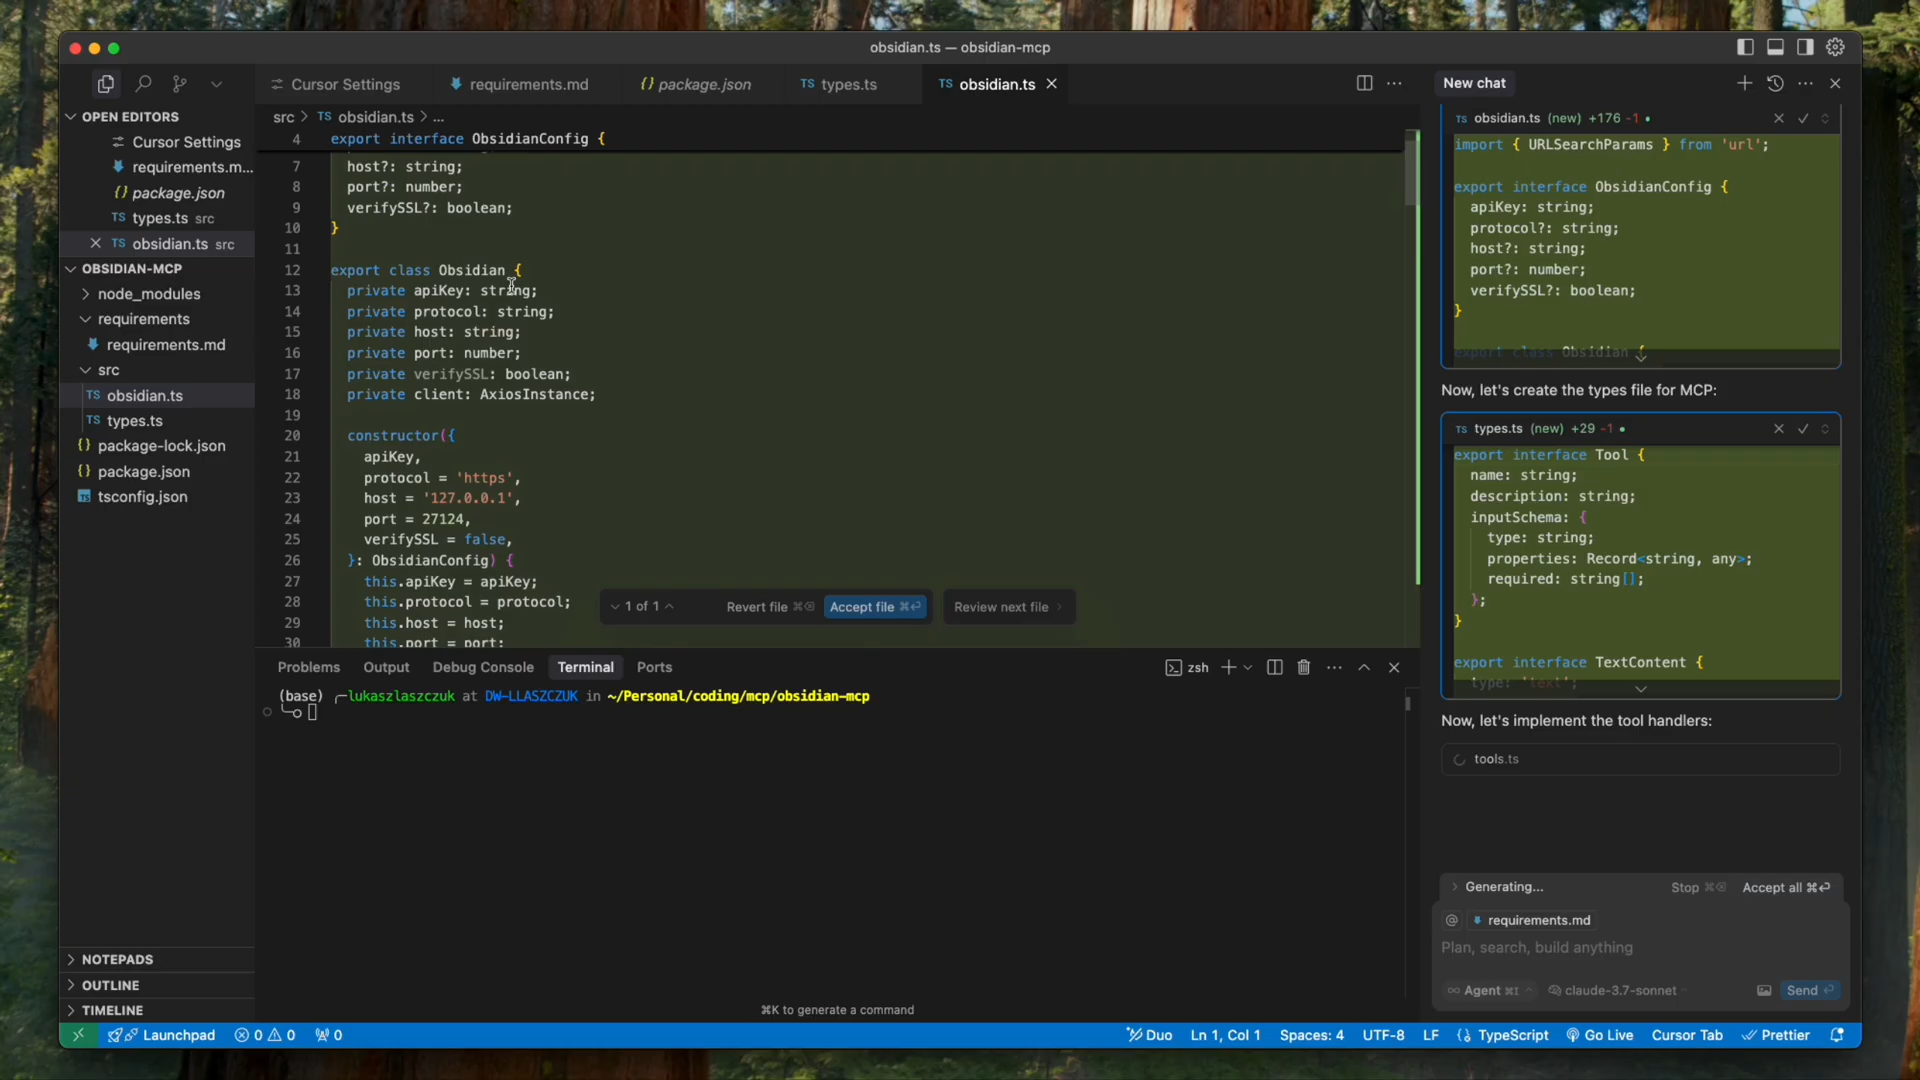 obsidian.ts — obsidian-mcp
Cursor Settings
requirements.md
package.json
types.ts
obsidian.ts
OPEN EDITORS
Cursor Settings
requirements.m...
package.json
types.ts src
obsidian.ts src
OBSIDIAN-MCP
node_modules
requirements
requirements.md
src
obsidian.ts
types.ts
package-lock.json
package.json
tsconfig.json
NOTEPADS
OUTLINE
TIMELINE
src > TS obsidian.ts > ...
4 export interface ObsidianConfig {
7 host?: string;
8 port?: number;
9 verifySSL?: boolean;
10 }
11
12 export class Obsidian {
13 private apiKey: string;
14 private protocol: string;
15 private host: string;
16 private port: number;
17 private verifySSL: boolean;
18 private client: AxiosInstance;
19
20 constructor({
21 apiKey,
22 protocol = 'https',
23 host = '127.0.0.1',
24 port = 27124,
25 verifySSL = false,
26 }: ObsidianConfig) {
27 this.apiKey = apiKey;
28 this.protocol = protocol;
29 this.host = host;
30 this.port = port;
1 of 1 Revert file ⌘⌫ Accept file ⌘⏎ Review next file >
Problems Output Debug Console Terminal Ports
zsh
(base) lukaszlaszczuk at DW-LLASZCZUK in ~/Personal/coding/mcp/obsidian-mcp
⌘K to generate a command
New chat
TS obsidian.ts (new) +176 -1
import { URLSearchParams } from 'url';
export interface ObsidianConfig {
apiKey: string;
protocol?: string;
host?: string;
port?: number;
verifySSL?: boolean;
}
export class Obsidian {
Now, let's create the types file for MCP:
TS types.ts (new) +29 -1
export interface Tool {
name: string;
description: string;
inputSchema: {
type: string;
properties: Record<string, any>;
required: string[];
};
}
export interface TextContent {
type: 'text';
Now, let's implement the tool handlers:
tools.ts
Generating... Stop ⌘⌫ Accept all ⌘⏎
@ requirements.md
Plan, search, build anything
Agent ⌘I claude-3.7-sonnet Send
Launchpad 0 0 0
Duo Ln 1, Col 1 Spaces: 4 UTF-8 LF {} TypeScript Go Live Cursor Tab Prettier